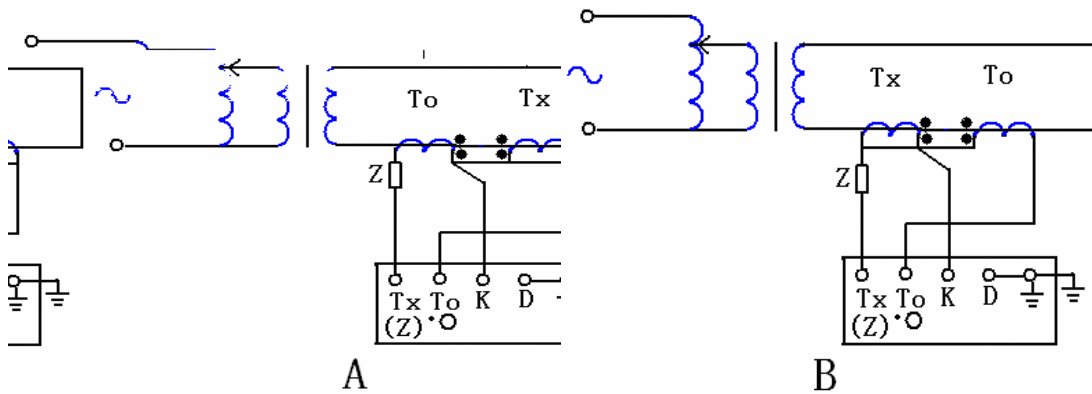 To Tx
Tx To
Z
Z
Tx To K D
(Z)
Tx To K D
(Z)
A
B